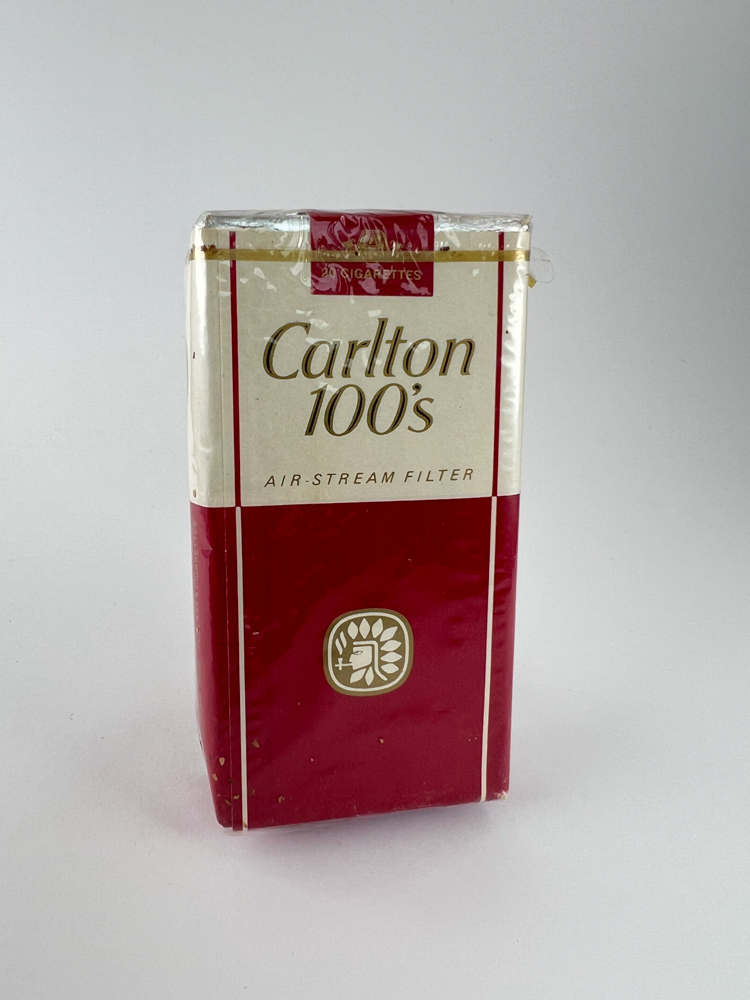 20 CIGARETTES
Carlton
100's
AIR-STREAM FILTER